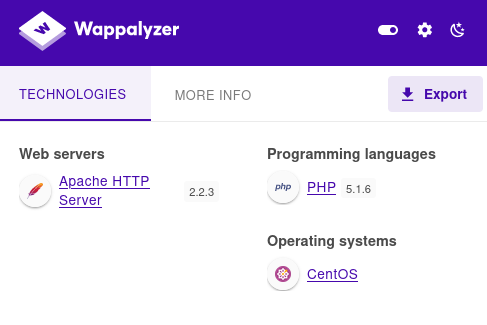 Wappalyzer
TECHNOLOGIES
MORE INFO
Export
Web servers
Apache HTTP
Server
2.2.3
Programming languages
php
PHP
5.1.6
Operating systems
CentOS